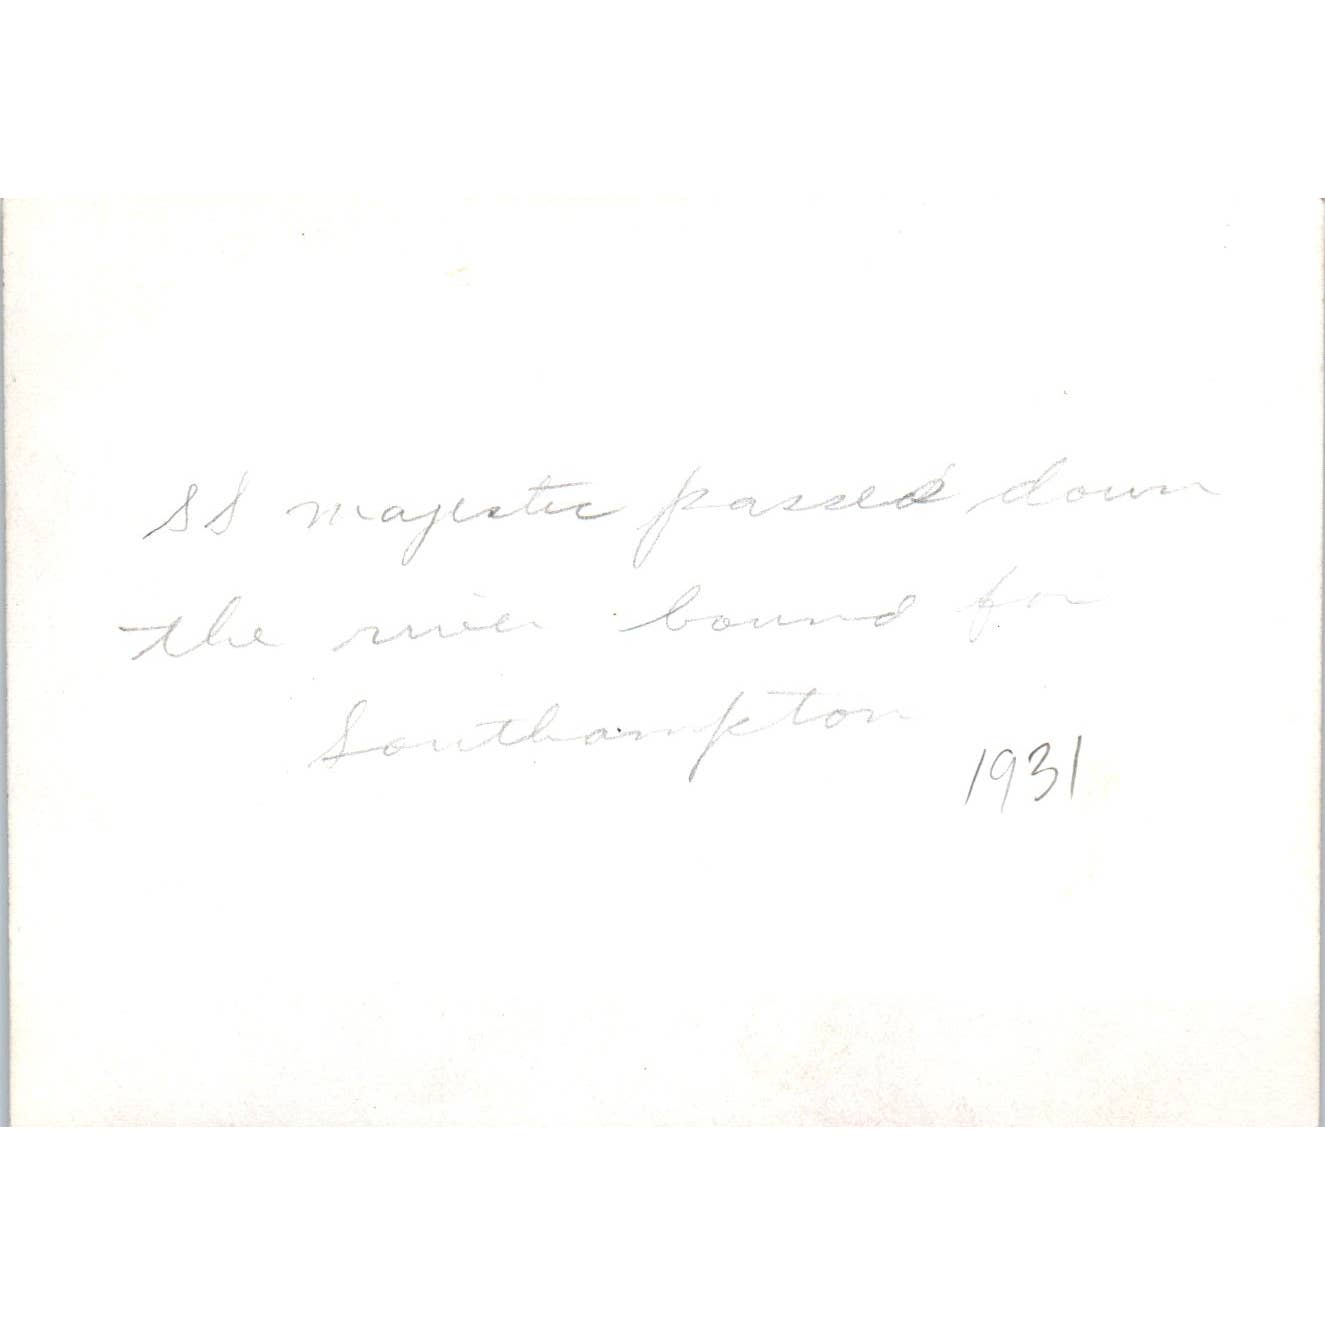 SS Majestic passed down
the river bound for
Southampton
1931